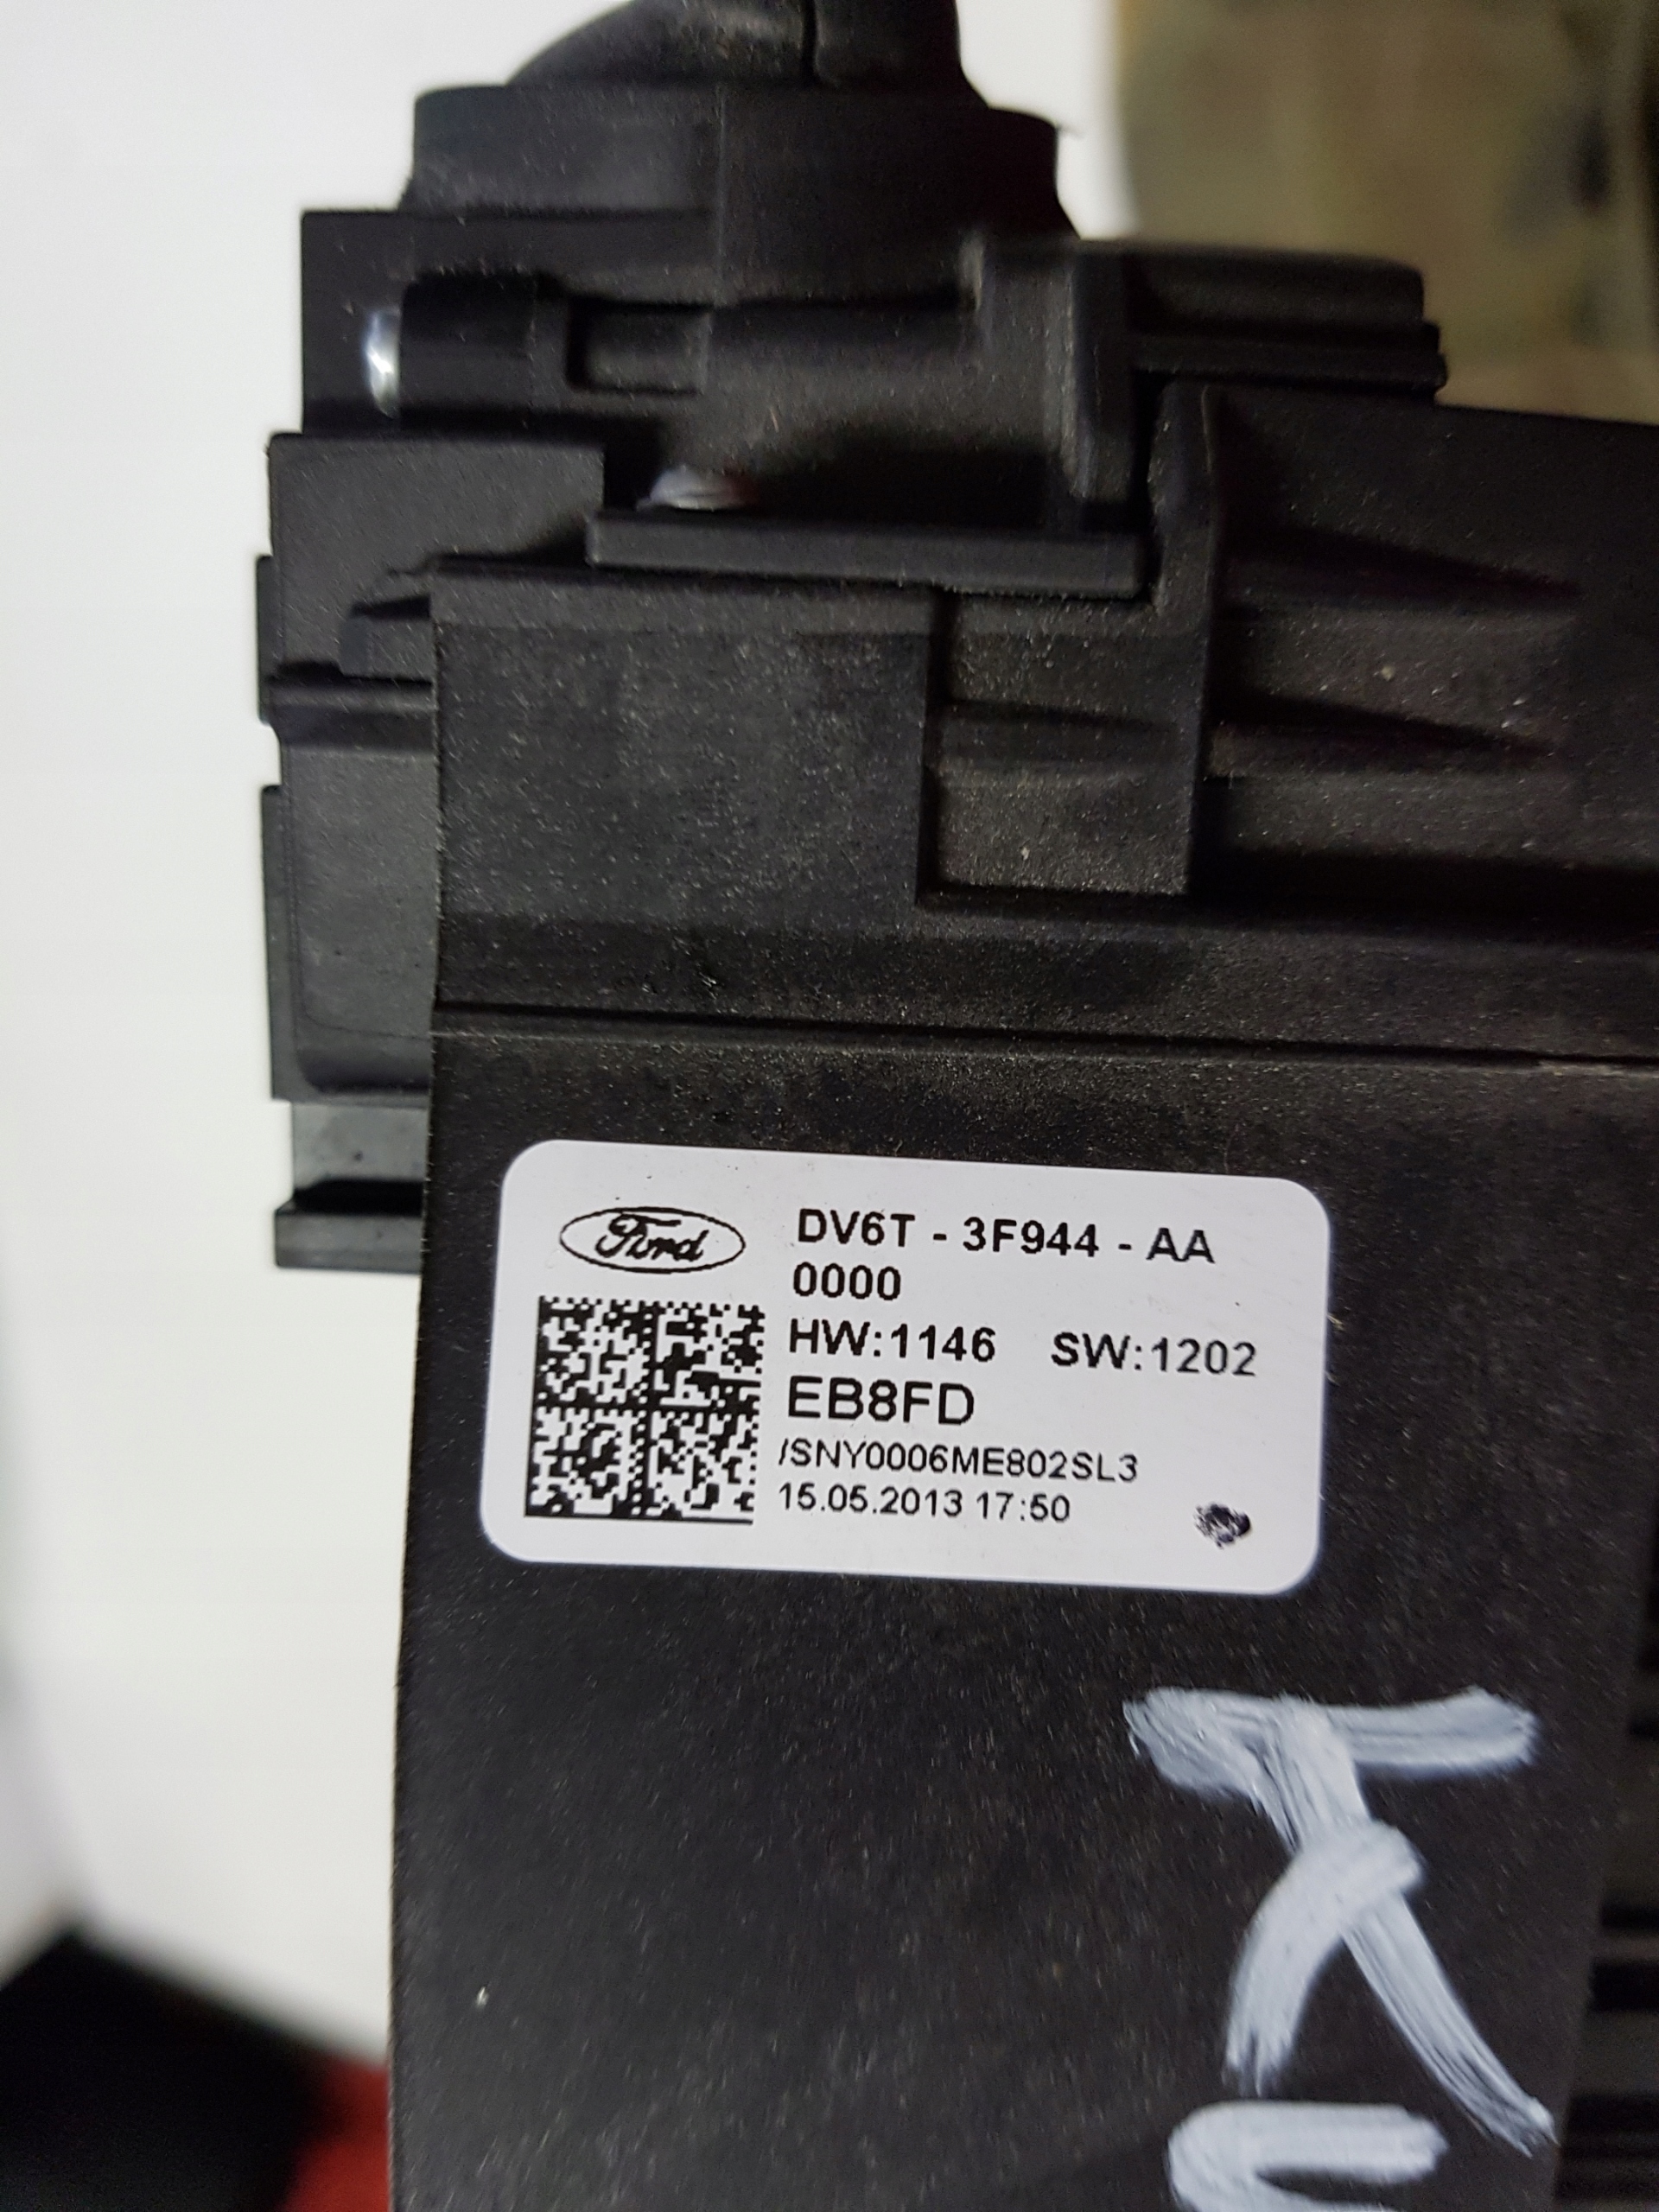 Ford
DV6T - 3F944 - AA
0000
HW:1146 SW:1202
EB8FD
/SNY0006ME802SL3
15.05.2013 17:50